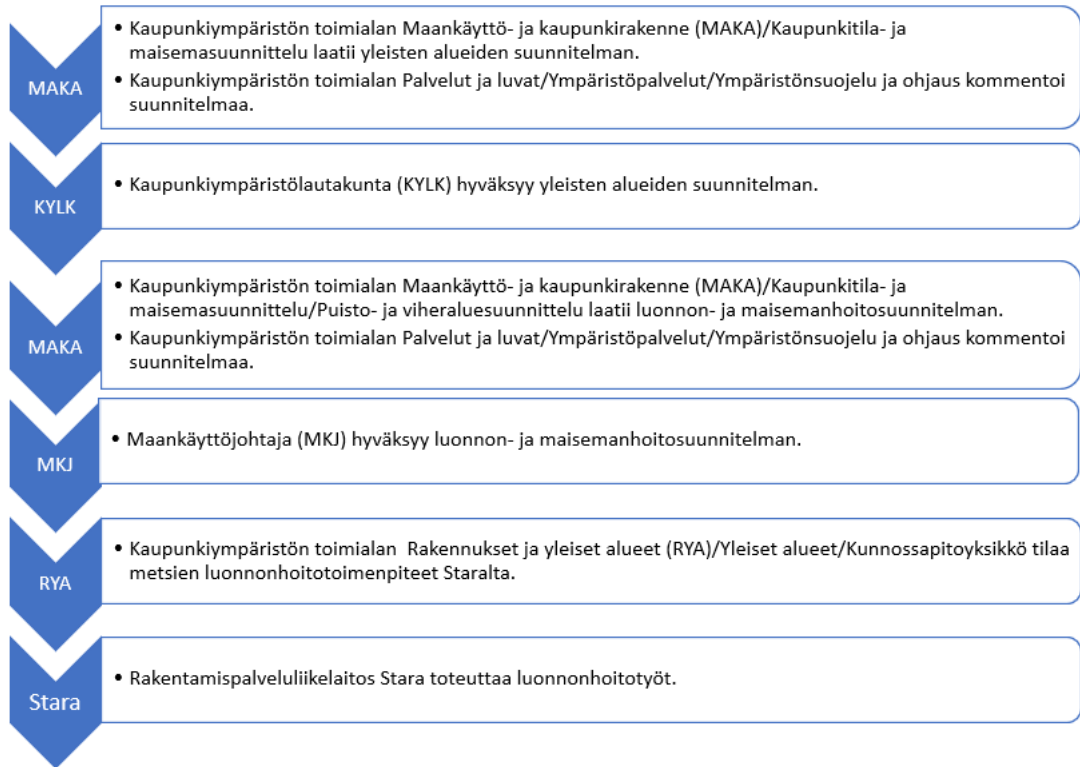 MAKA
• Kaupunkiympäristön toimialan Maankäyttö- ja kaupunkirakenne (MAKA)/Kaupunkitila- ja
maisemasuunnittelu laatii yleisten alueiden suunnitelman.
• Kaupunkiympäristön toimialan Palvelut ja luvat/Ympäristöpalvelut/Ympäristönsuojelu ja ohjaus kommentoi
suunnitelmaa.
KYLK
• Kaupunkiympäristölautakunta (KYLK) hyväksyy yleisten alueiden suunnitelman.
MAKA
• Kaupunkiympäristön toimialan Maankäyttö- ja kaupunkirakenne (MAKA)/Kaupunkitila- ja
maisemasuunnittelu/Puisto- ja viheraluesuunnittelu laatii luonnon- ja maisemanhoitosuunnitelman.
• Kaupunkiympäristön toimialan Palvelut ja luvat/Ympäristöpalvelut/Ympäristönsuojelu ja ohjaus kommentoi
suunnitelmaa.
MKJ
• Maankäyttöjohtaja (MKJ) hyväksyy luonnon- ja maisemanhoitosuunnitelman.
RYA
• Kaupunkiympäristön toimialan Rakennukset ja yleiset alueet (RYA)/Yleiset alueet/Kunnossapitoyksikkö tilaa
metsien luonnonhoitotoimenpiteet Staralta.
Stara
• Rakentamispalveluliikelaitos Stara toteuttaa luonnonhoitotyöt.